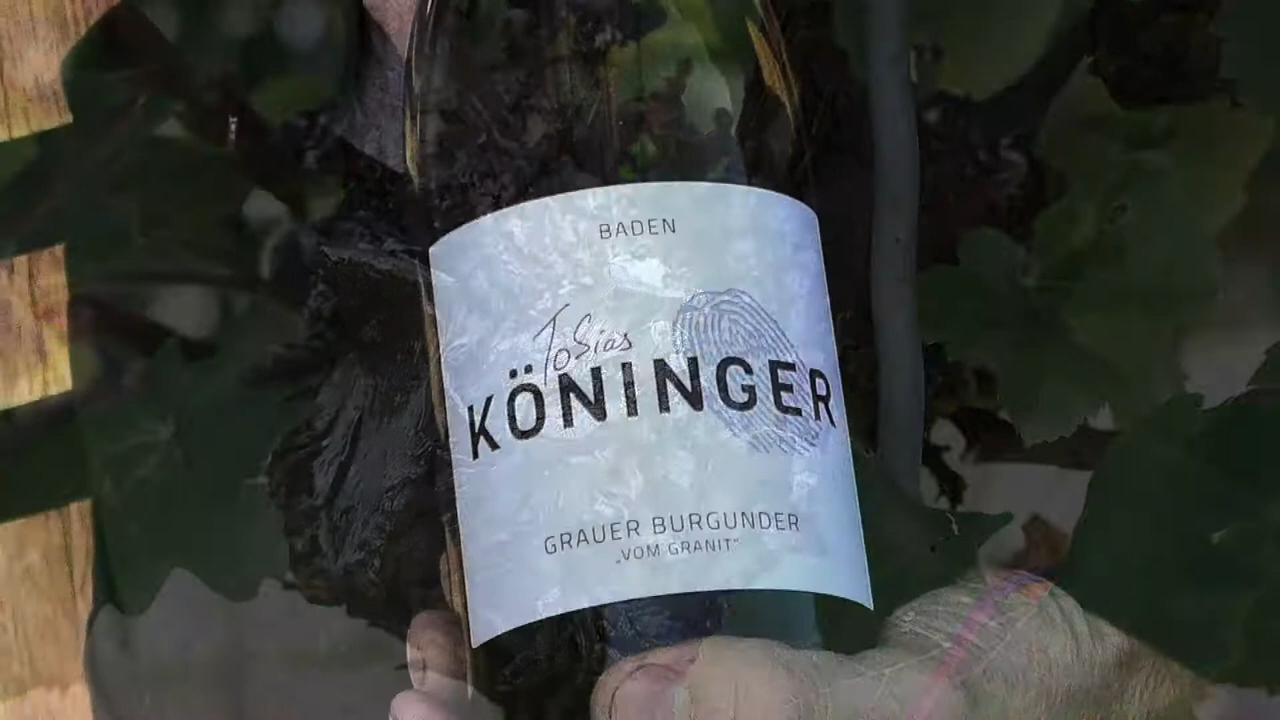 BADEN
Tobias
KÖNINGER
GRAUER BURGUNDER
„VOM GRANIT“